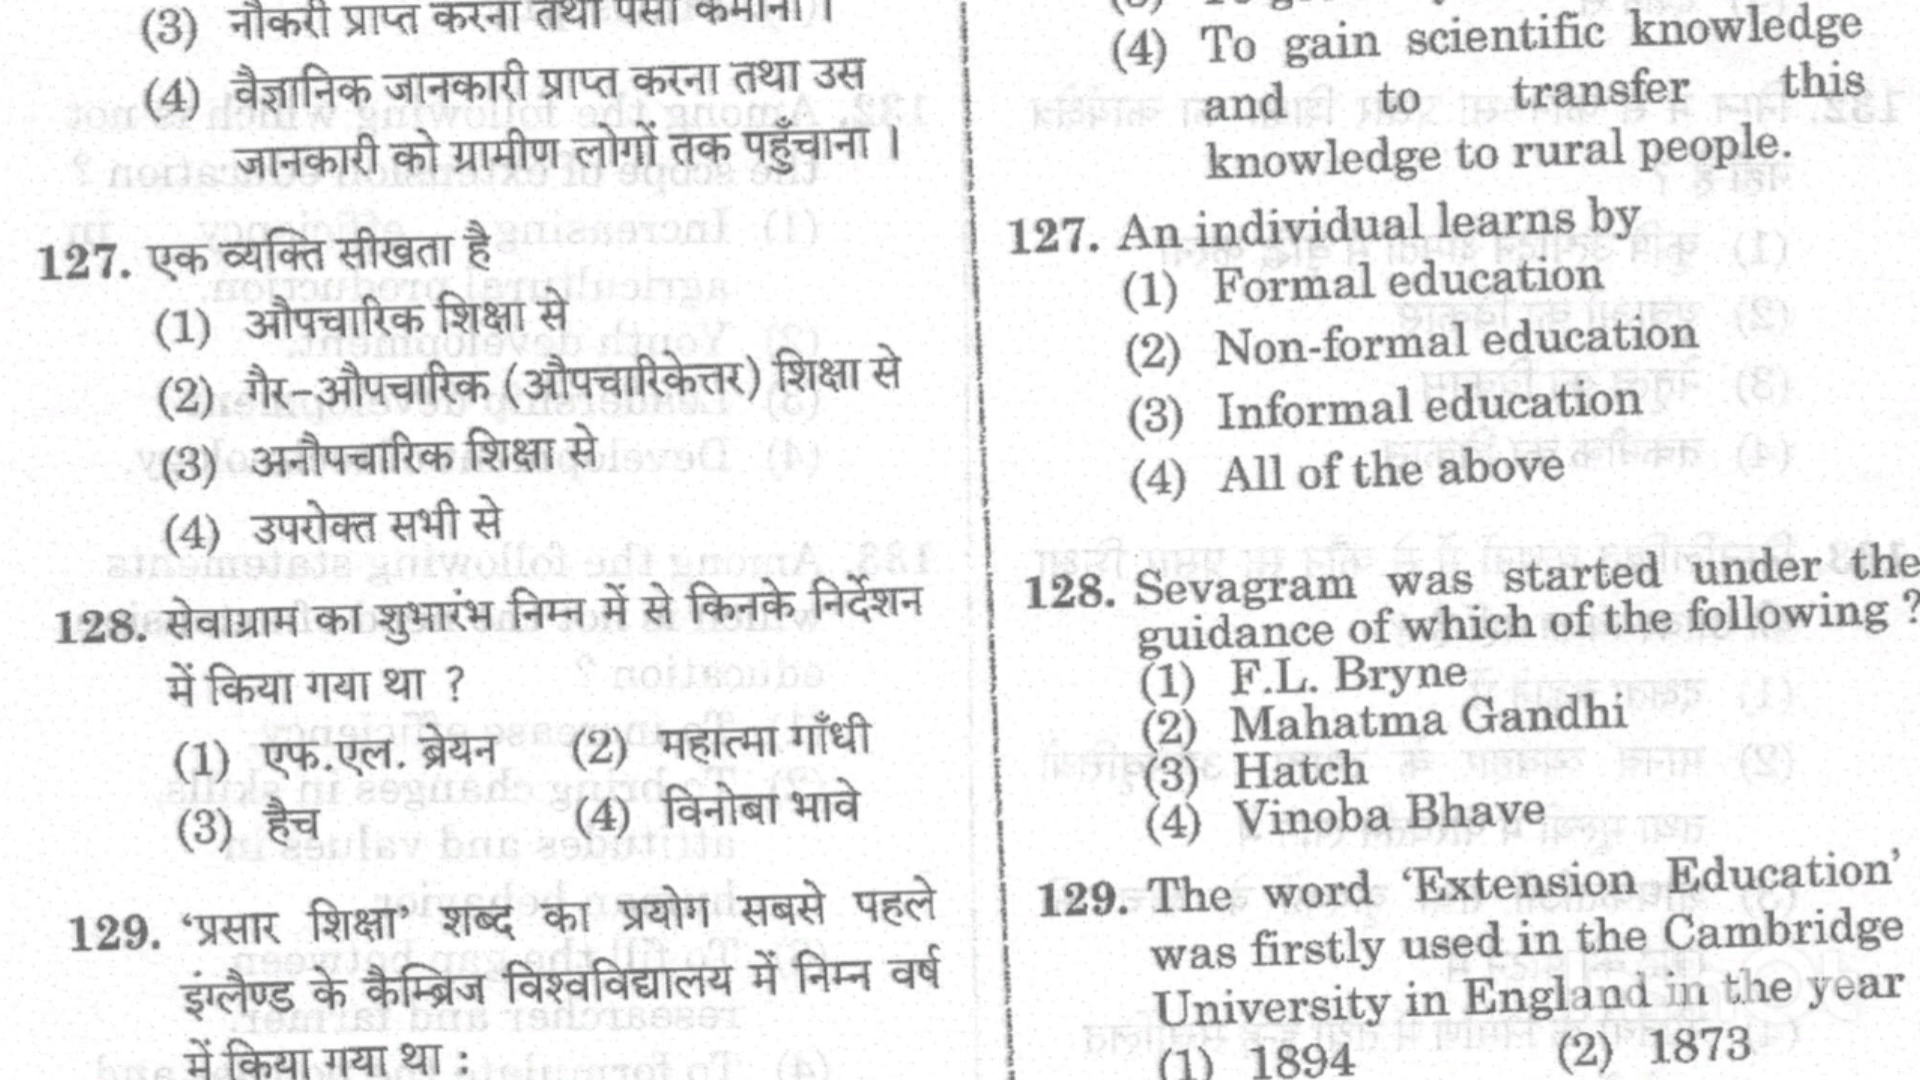 (3) नौकरी प्राप्त करना तथा पैसा कमाना ।
(4) वैज्ञानिक जानकारी प्राप्त करना तथा उस
जानकारी को ग्रामीण लोगों तक पहुँचाना ।
127. एक व्यक्ति सीखता है
(1) औपचारिक शिक्षा से
(2) गैर-औपचारिक (औपचारिकेत्तर) शिक्षा से
(3) अनौपचारिक शिक्षा से
(4) उपरोक्त सभी से
128. सेवाग्राम का शुभारंभ निम्न में से किनके निर्देशन
में किया गया था ?
(1) एफ.एल. ब्रेयन (2) महात्मा गाँधी
(3) हैच (4) विनोबा भावे
129. ‘प्रसार शिक्षा’ शब्द का प्रयोग सबसे पहले
इंग्लैण्ड के कैम्ब्रिज विश्वविद्यालय में निम्न वर्ष
में किया गया था :
(4) To gain scientific knowledge
and to transfer this
knowledge to rural people.
127. An individual learns by
(1) Formal education
(2) Non-formal education
(3) Informal education
(4) All of the above
128. Sevagram was started under the
guidance of which of the following ?
(1) F.L. Bryne
(2) Mahatma Gandhi
(3) Hatch
(4) Vinoba Bhave
129. The word ‘Extension Education’
was firstly used in the Cambridge
University in England in the year
(1) 1894 (2) 1873